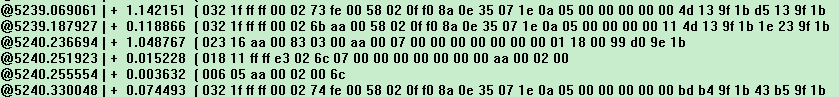 @5239.069061 | + 1.142151 [ 032 1f ff ff 00 02 73 fe 00 58 02 0f f0 8a 0e 35 07 1e 0a 05 00 00 00 00 00 4d 13 9f 1b d5 13 9f 1b
@5239.187927 | + 0.118866 [ 032 1f ff ff 00 02 6b aa 00 58 02 0f f0 8a 0e 35 07 1e 0a 05 00 00 00 00 00 11 4d 13 9f 1b 1e 23 9f 1b
@5240.236694 | + 1.048767 [ 023 16 aa 00 83 03 00 aa 00 07 00 00 00 00 00 00 00 01 18 00 99 d0 9e 1b
@5240.251923 | + 0.015228 [ 018 11 ff ff e3 02 6c 07 00 00 00 00 00 00 00 aa 00 02 00
@5240.255554 | + 0.003632 [ 006 05 aa 00 02 00 6c
@5240.330048 | + 0.074493 [ 032 1f ff ff 00 02 74 fe 00 58 02 0f f0 8a 0e 35 07 1e 0a 05 00 00 00 00 00 bd b4 9f 1b 43 b5 9f 1b